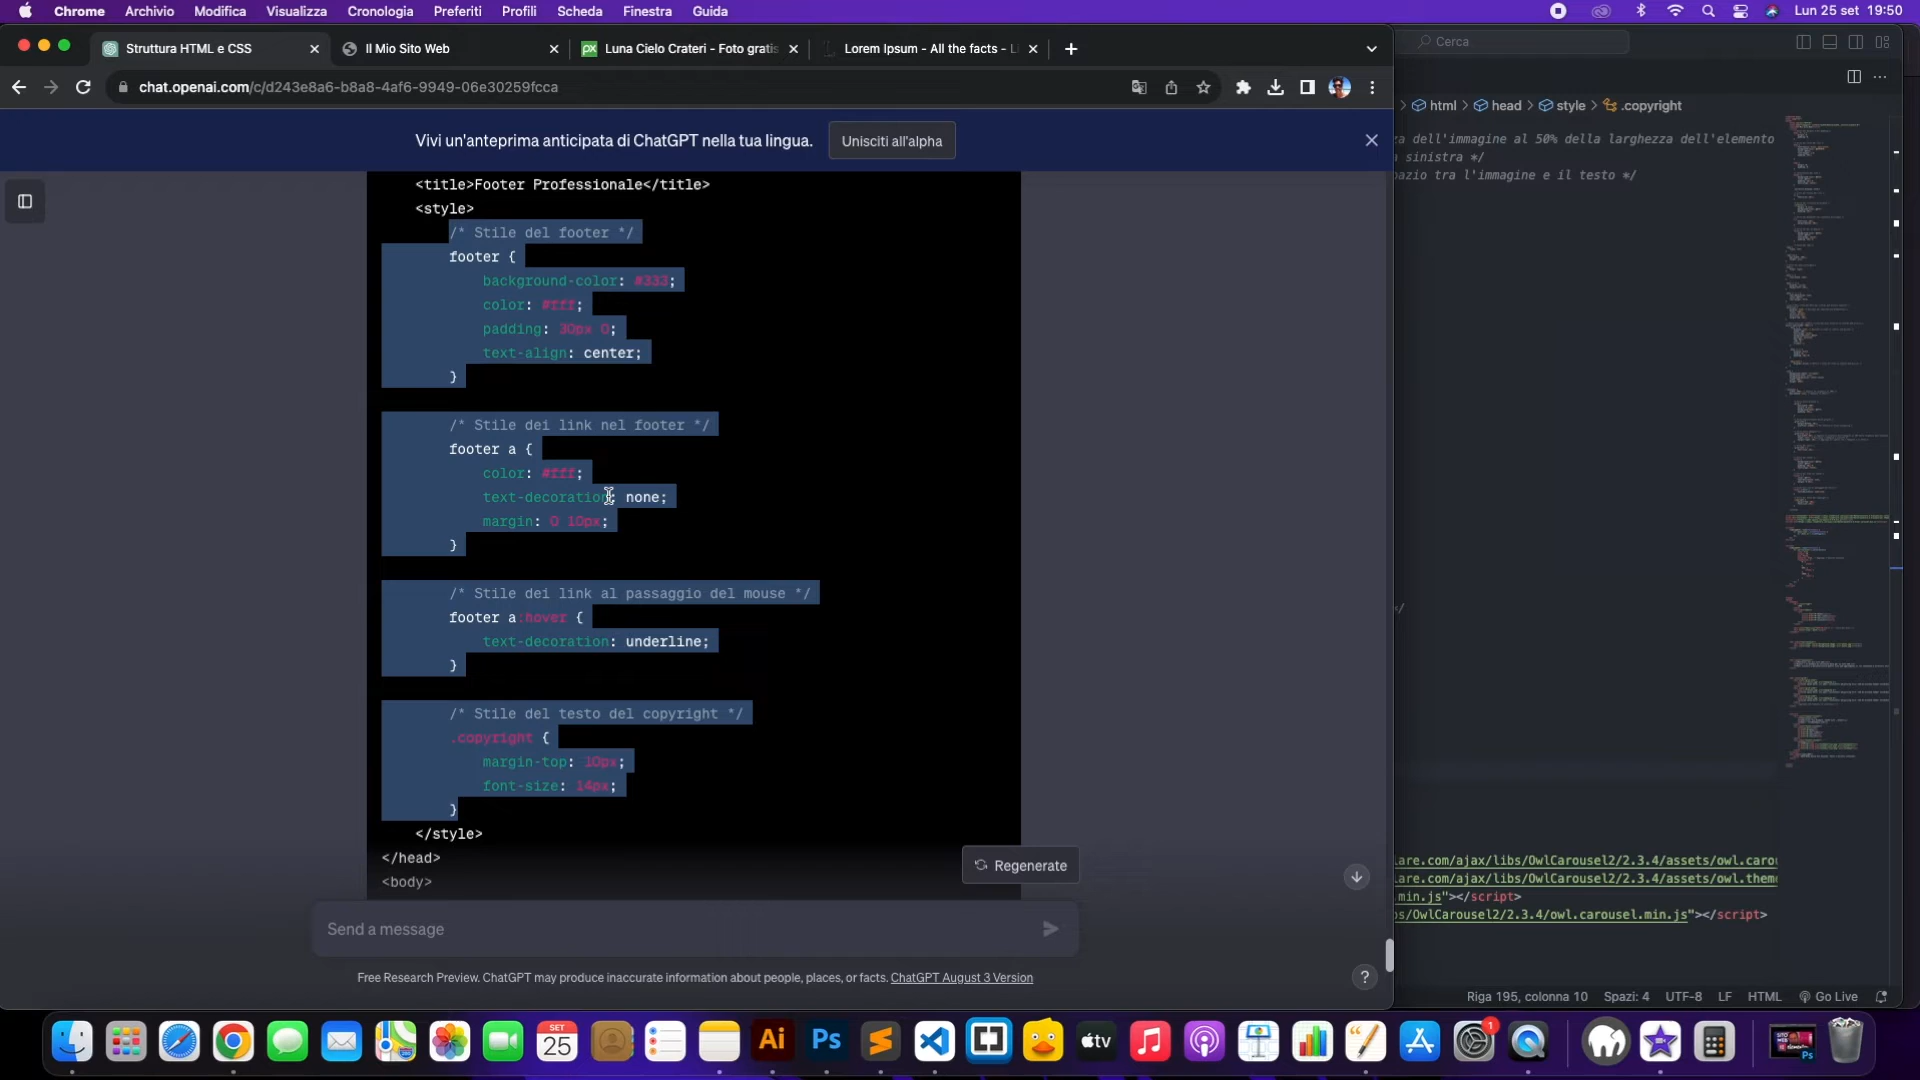 Chrome Archivio Modifica Visualizza Cronologia Preferiti Profili Scheda Finestra Guida Lun 25 set 19:50
Struttura HTML e CSS Il Mio Sito Web Luna Cielo Crateri - Foto gratis Lorem Ipsum - All the facts - Li
Cerca
chat.openai.com/c/d243e8a6-b8a8-4af6-9949-06e30259fcca
html > head > style > .copyright
Vivi un'anteprima anticipata di ChatGPT nella tua lingua. Unisciti all'alpha
za dell'immagine al 50% della larghezza dell'elemento
a sinistra */
pazio tra l'immagine e il testo */
<title>Footer Professionale</title>
<style>
/* Stile del footer */
footer {
background-color: #333;
color: #fff;
padding: 30px 0;
text-align: center;
}
/* Stile dei link nel footer */
footer a {
color: #fff;
text-decoration: none;
margin: 0 10px;
}
/* Stile dei link al passaggio del mouse */
footer a:hover {
text-decoration: underline;
}
/* Stile del testo del copyright */
.copyright {
margin-top: 10px;
font-size: 14px;
}
</style>
</head>
<body>
*/
lare.com/ajax/libs/OwlCarousel2/2.3.4/assets/owl.carou
lare.com/ajax/libs/OwlCarousel2/2.3.4/assets/owl.theme
min.js"></script>
bs/OwlCarousel2/2.3.4/owl.carousel.min.js"></script>
Regenerate
Send a message
Free Research Preview. ChatGPT may produce inaccurate information about people, places, or facts. ChatGPT August 3 Version
?
Riga 195, colonna 10 Spazi: 4 UTF-8 LF HTML Go Live
SET
25
Ai
Ps
tv
1